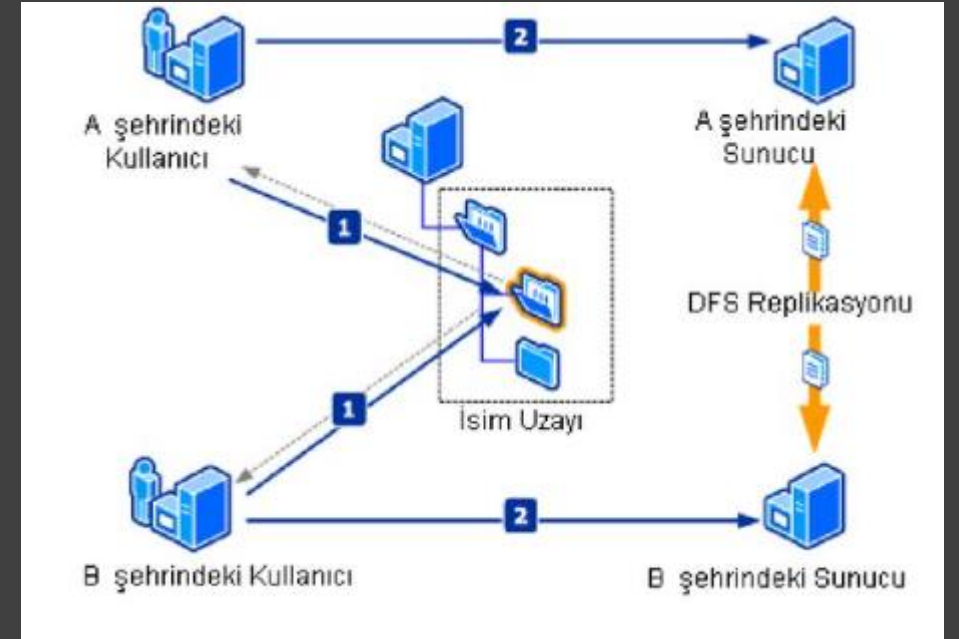 2
A şehrindeki
Kullanıcı
A şehrindeki
Sunucu
1
DFS Replikasyonu
1
İsim Uzayı
2
B şehrindeki Kullanıcı
B şehrindeki Sunucu